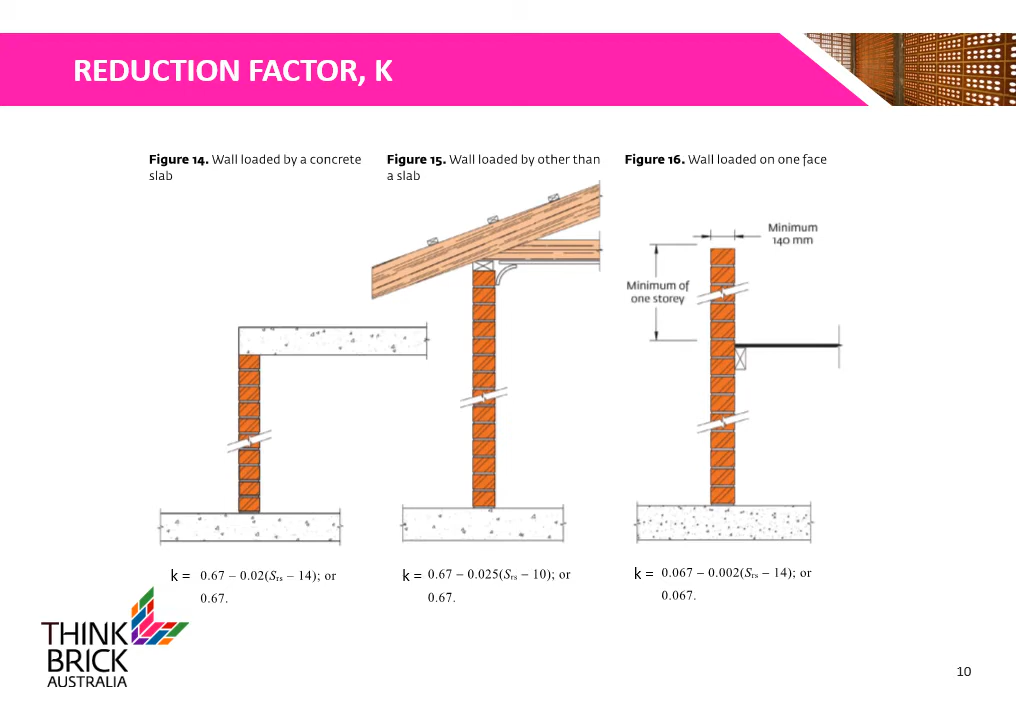 REDUCTION FACTOR, K
Figure 14. Wall loaded by a concrete
slab
Figure 15. Wall loaded by other than
a slab
Figure 16. Wall loaded on one face
Minimum
140 mm
Minimum of
one storey
k = 0.67 – 0.02(Srs – 14); or
0.67.
k = 0.67 – 0.025(Srs – 10); or
0.67.
k = 0.067 – 0.002(Srs – 14); or
0.067.
THINK
BRICK
AUSTRALIA
10